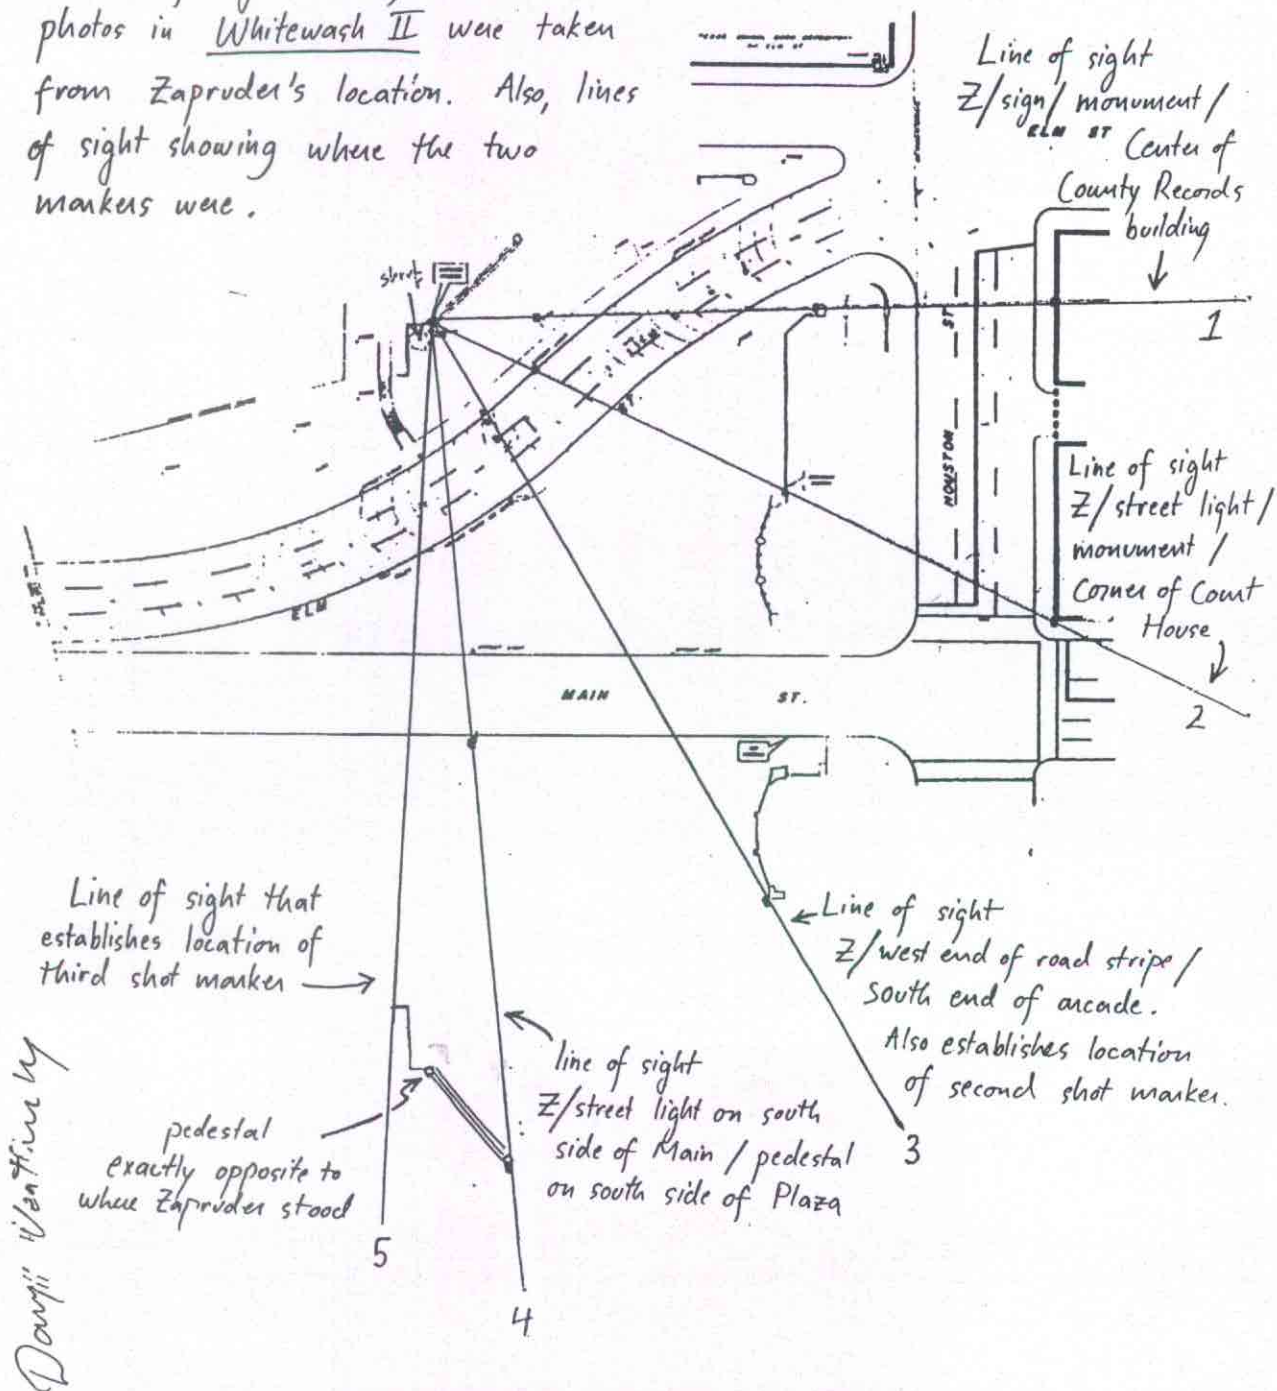 photos in Whitewash II were taken
from Zapruder's location. Also, lines
of sight showing where the two
markers were.
Line of sight
Z/sign/monument/
ELM ST
Center of
County Records
building
1
HOUSTON
ST
Line of sight
Z/street light/
monument/
Corner of Court
House
2
ELM
MAIN ST.
Line of sight that
establishes location of
third shot marker
Line of sight
Z/west end of road stripe/
south end of arcade.
Also establishes location
of second shot marker.
3
line of sight
Z/street light on south
side of Main / pedestal
on south side of Plaza
pedestal
exactly opposite to
where Zapruder stood
5
4